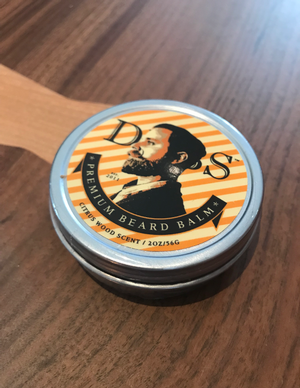 D S
PREMIUM BEARD BALM
CITRUS WOOD SCENT / 2OZ/56G